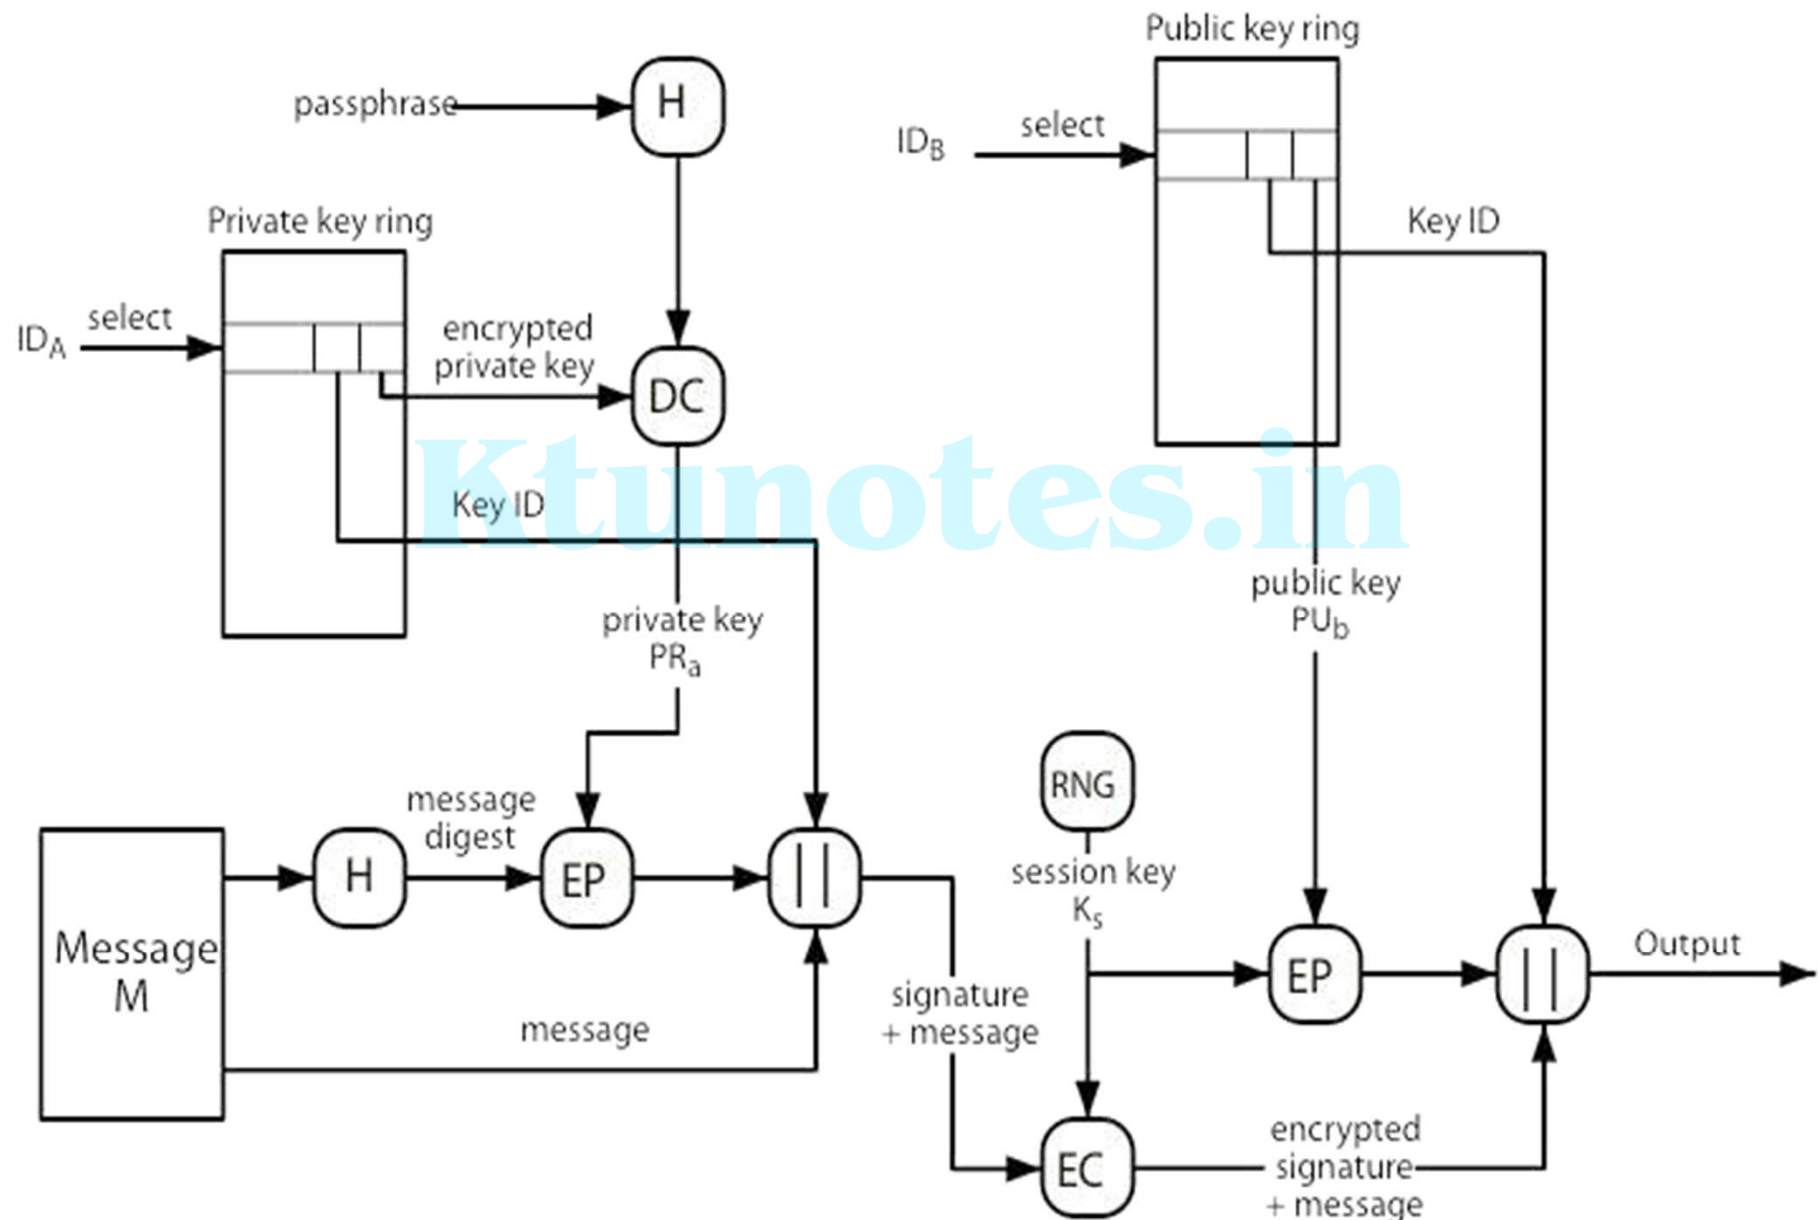 Public key ring
passphrase
H
ID_B
select
Private key ring
Key ID
ID_A
select
encrypted
private key
DC
Ktunotes.in
Key ID
public key
PU_b
private key
PR_a
RNG
message
digest
session key
K_s
H
EP
||
Message
M
Output
EP
||
signature
+ message
message
encrypted
signature
+ message
EC